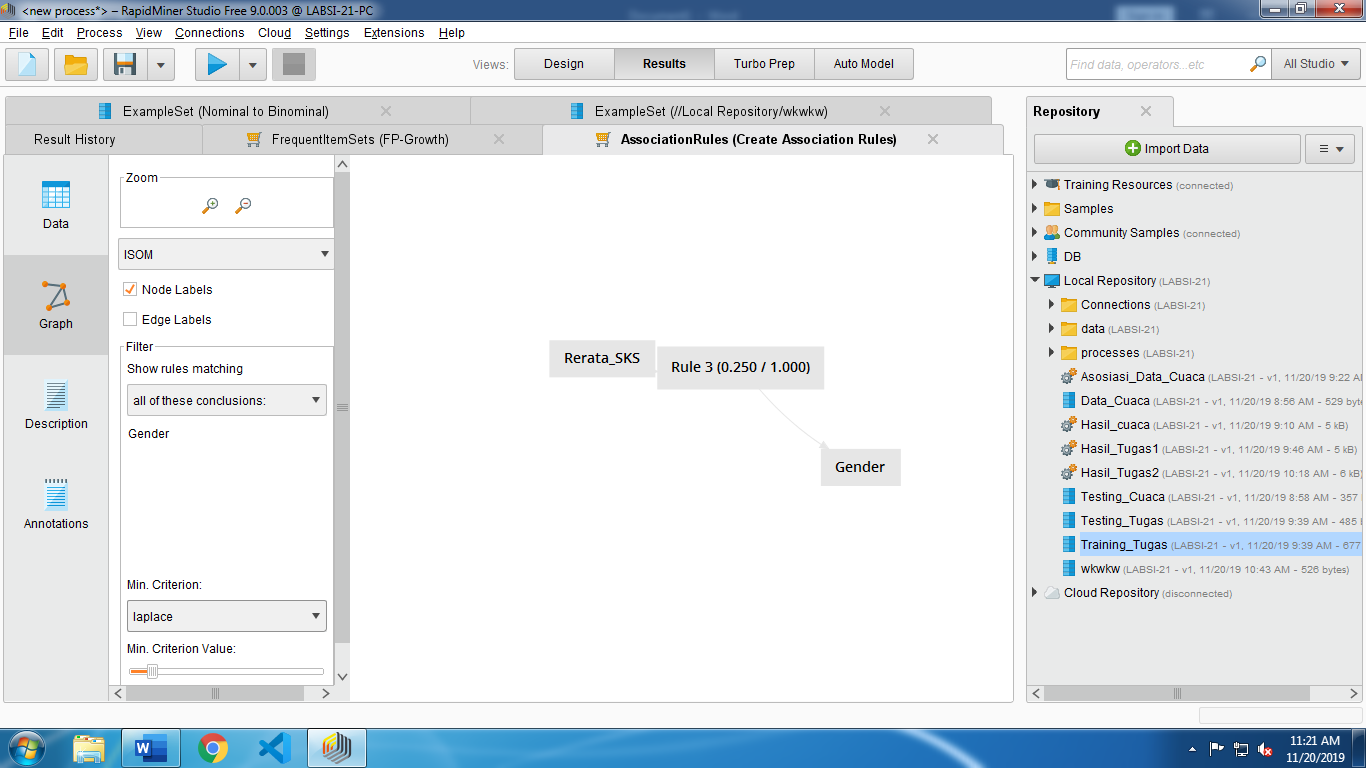 <new process*> – RapidMiner Studio Free 9.0.003 @ LABSI-21-PC
File Edit Process View Connections Cloud Settings Extensions Help
Views: Design Results Turbo Prep Auto Model
Find data, operators...etc
All Studio
ExampleSet (Nominal to Binominal)
ExampleSet (//Local Repository/wkwkw)
Result History
FrequentItemSets (FP-Growth)
AssociationRules (Create Association Rules)
Data
Graph
Description
Annotations
Zoom
ISOM
Node Labels
Edge Labels
Filter
Show rules matching
all of these conclusions:
Gender
Min. Criterion:
laplace
Min. Criterion Value:
Rerata_SKS
Rule 3 (0.250 / 1.000)
Gender
Repository
Import Data
Training Resources (connected)
Samples
Community Samples (connected)
DB
Local Repository (LABSI-21)
Connections (LABSI-21)
data (LABSI-21)
processes (LABSI-21)
Asosiasi_Data_Cuaca (LABSI-21 - v1, 11/20/19 9:22 A
Data_Cuaca (LABSI-21 - v1, 11/20/19 8:56 AM - 529 byt
Hasil_cuaca (LABSI-21 - v1, 11/20/19 9:10 AM - 5 kB)
Hasil_Tugas1 (LABSI-21 - v1, 11/20/19 9:46 AM - 5 kB)
Hasil_Tugas2 (LABSI-21 - v1, 11/20/19 10:18 AM - 6 kB)
Testing_Cuaca (LABSI-21 - v1, 11/20/19 8:58 AM - 357
Testing_Tugas (LABSI-21 - v1, 11/20/19 9:39 AM - 485 b
Training_Tugas (LABSI-21 - v1, 11/20/19 9:39 AM - 677
wkwkw (LABSI-21 - v1, 11/20/19 10:43 AM - 526 bytes)
Cloud Repository (disconnected)
11:21 AM
11/20/2019